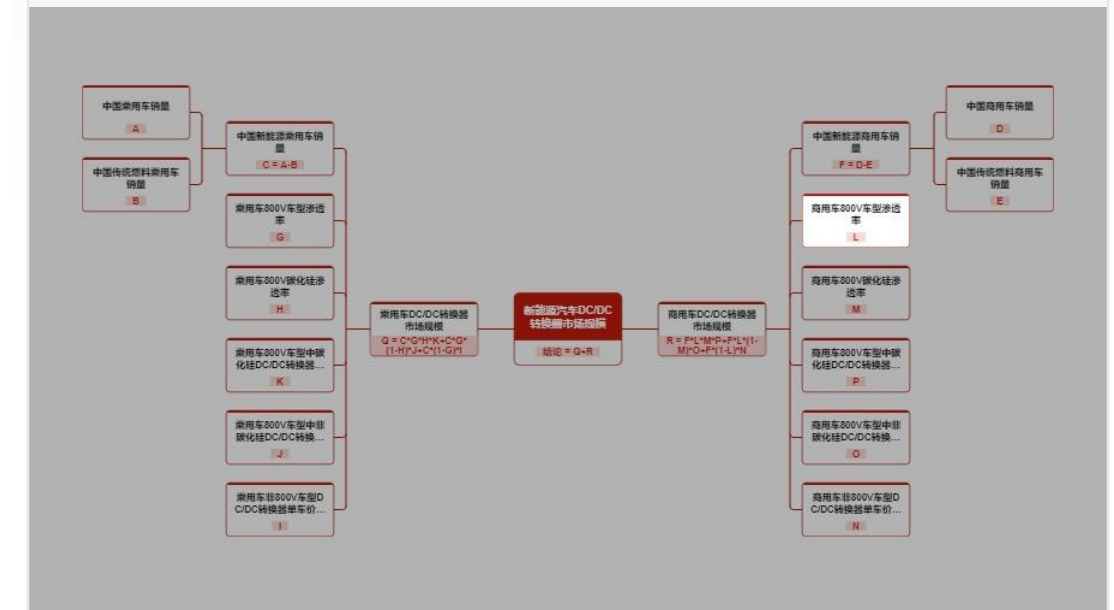 中国乘用车销量
A
中国传统燃料乘用车
销量
B
中国新能源乘用车销
量
C = A-B
乘用车800V车型渗透
率
G
乘用车800V碳化硅渗
透率
H
乘用车800V车型中碳
化硅DC/DC转换器...
K
乘用车800V车型中非
碳化硅DC/DC转换...
J
乘用车非800V车型D
C/DC转换器单车价...
I
乘用车DC/DC转换器
市场规模
Q = C*G*H*K+C*G*
(1-H)*J+C*(1-G)*I
新能源汽车DC/DC
转换器市场规模
结论 = Q+R
商用车DC/DC转换器
市场规模
R = F*L*M*P+F*L*(1-
M)*O+F*(1-L)*N
中国新能源商用车销
量
F = D-E
商用车800V车型渗透
率
L
商用车800V碳化硅渗
透率
M
商用车800V车型中碳
化硅DC/DC转换器...
P
商用车800V车型中非
碳化硅DC/DC转换...
O
商用车非800V车型D
C/DC转换器单车价...
N
中国商用车销量
D
中国传统燃料商用车
销量
E